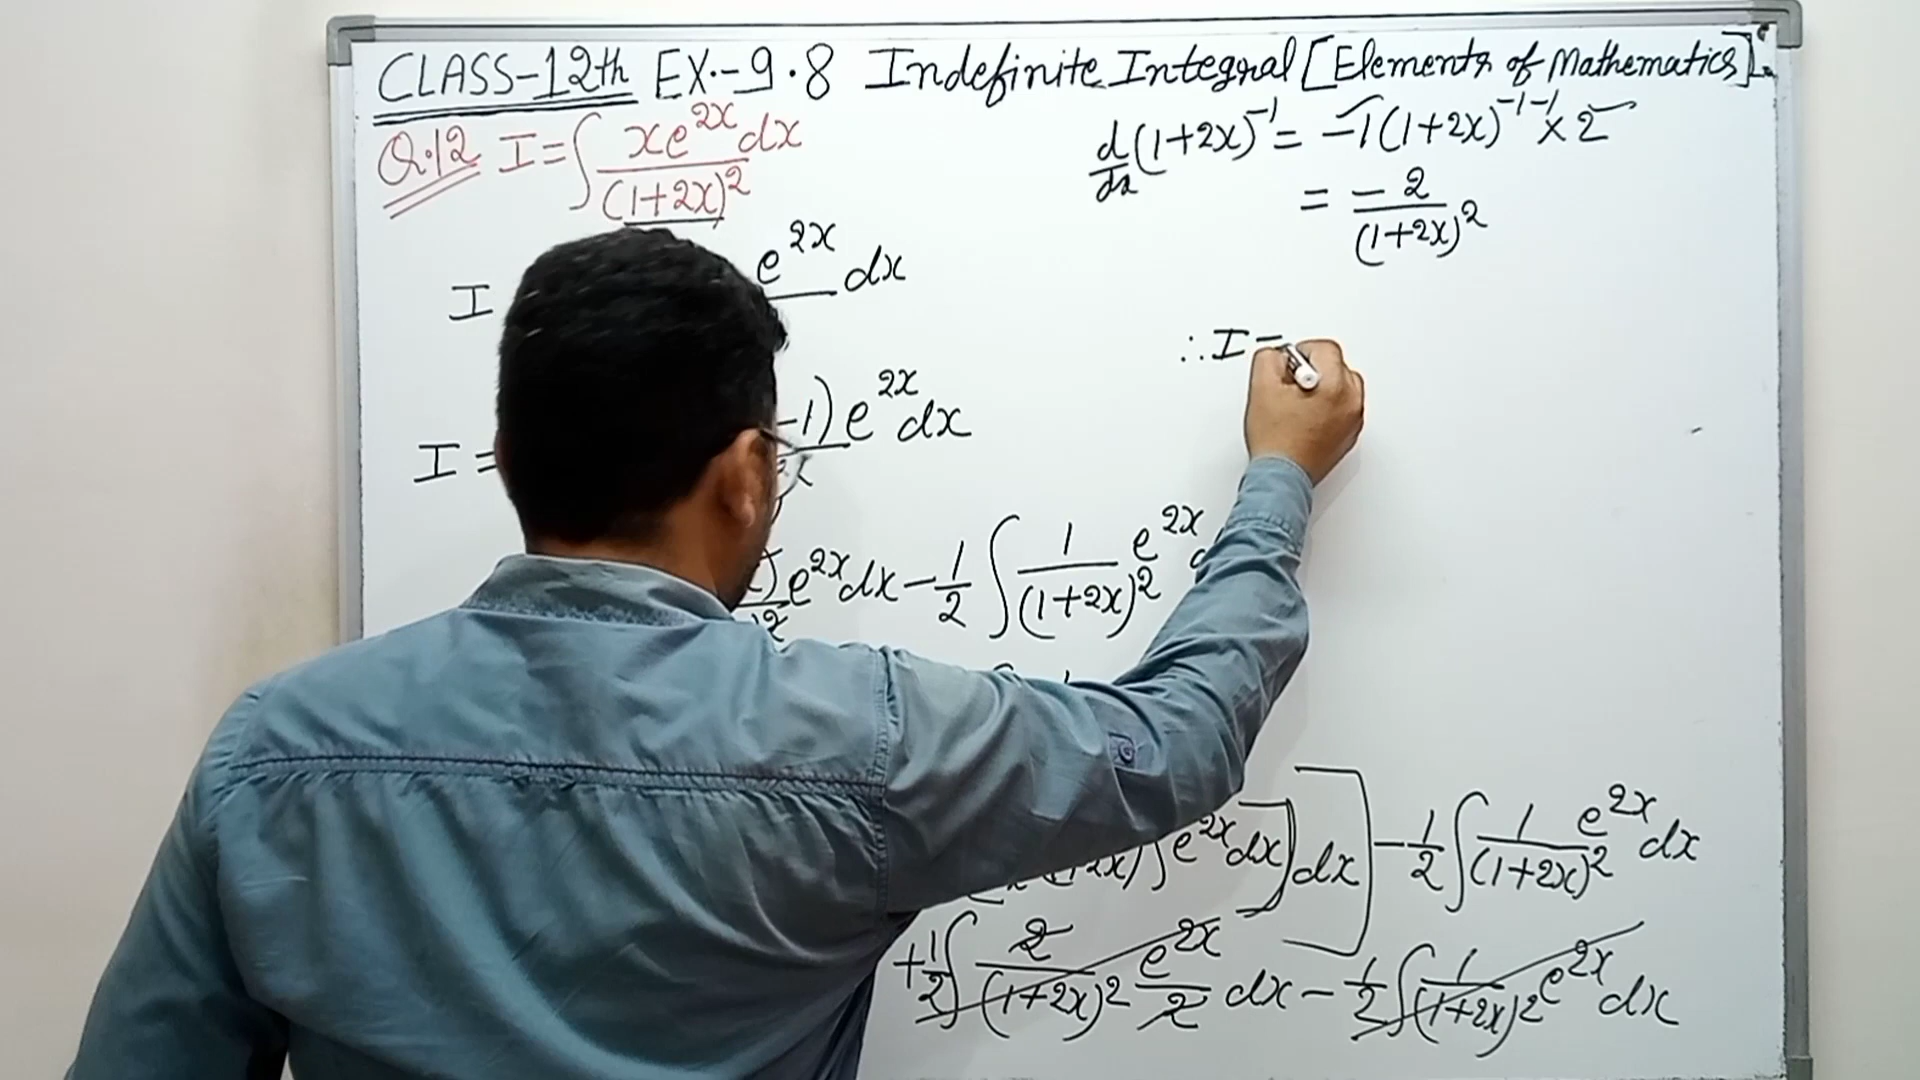 CLASS-12th EX.-9.8 Indefinite Integral [Elements of Mathematics]
Q.12 I=∫ xe^2x dx / (1+2x)^2
d/dx (1+2x)^-1 = -1(1+2x)^-1-1 × 2
= -2 / (1+2x)^2
I e^2x dx
∴ I =
I = -1) e^2x dx
e^2x dx - 1/2 ∫ 1/(1+2x)^2 e^2x
∫ e^2x dx} dx] - 1/2 ∫ 1/(1+2x)^2 e^2x dx
+ 1/2 ∫ 2/(1+2x)^2 e^2x/2 dx - 1/2 ∫ 1/(1+2x)^2 e^2x dx